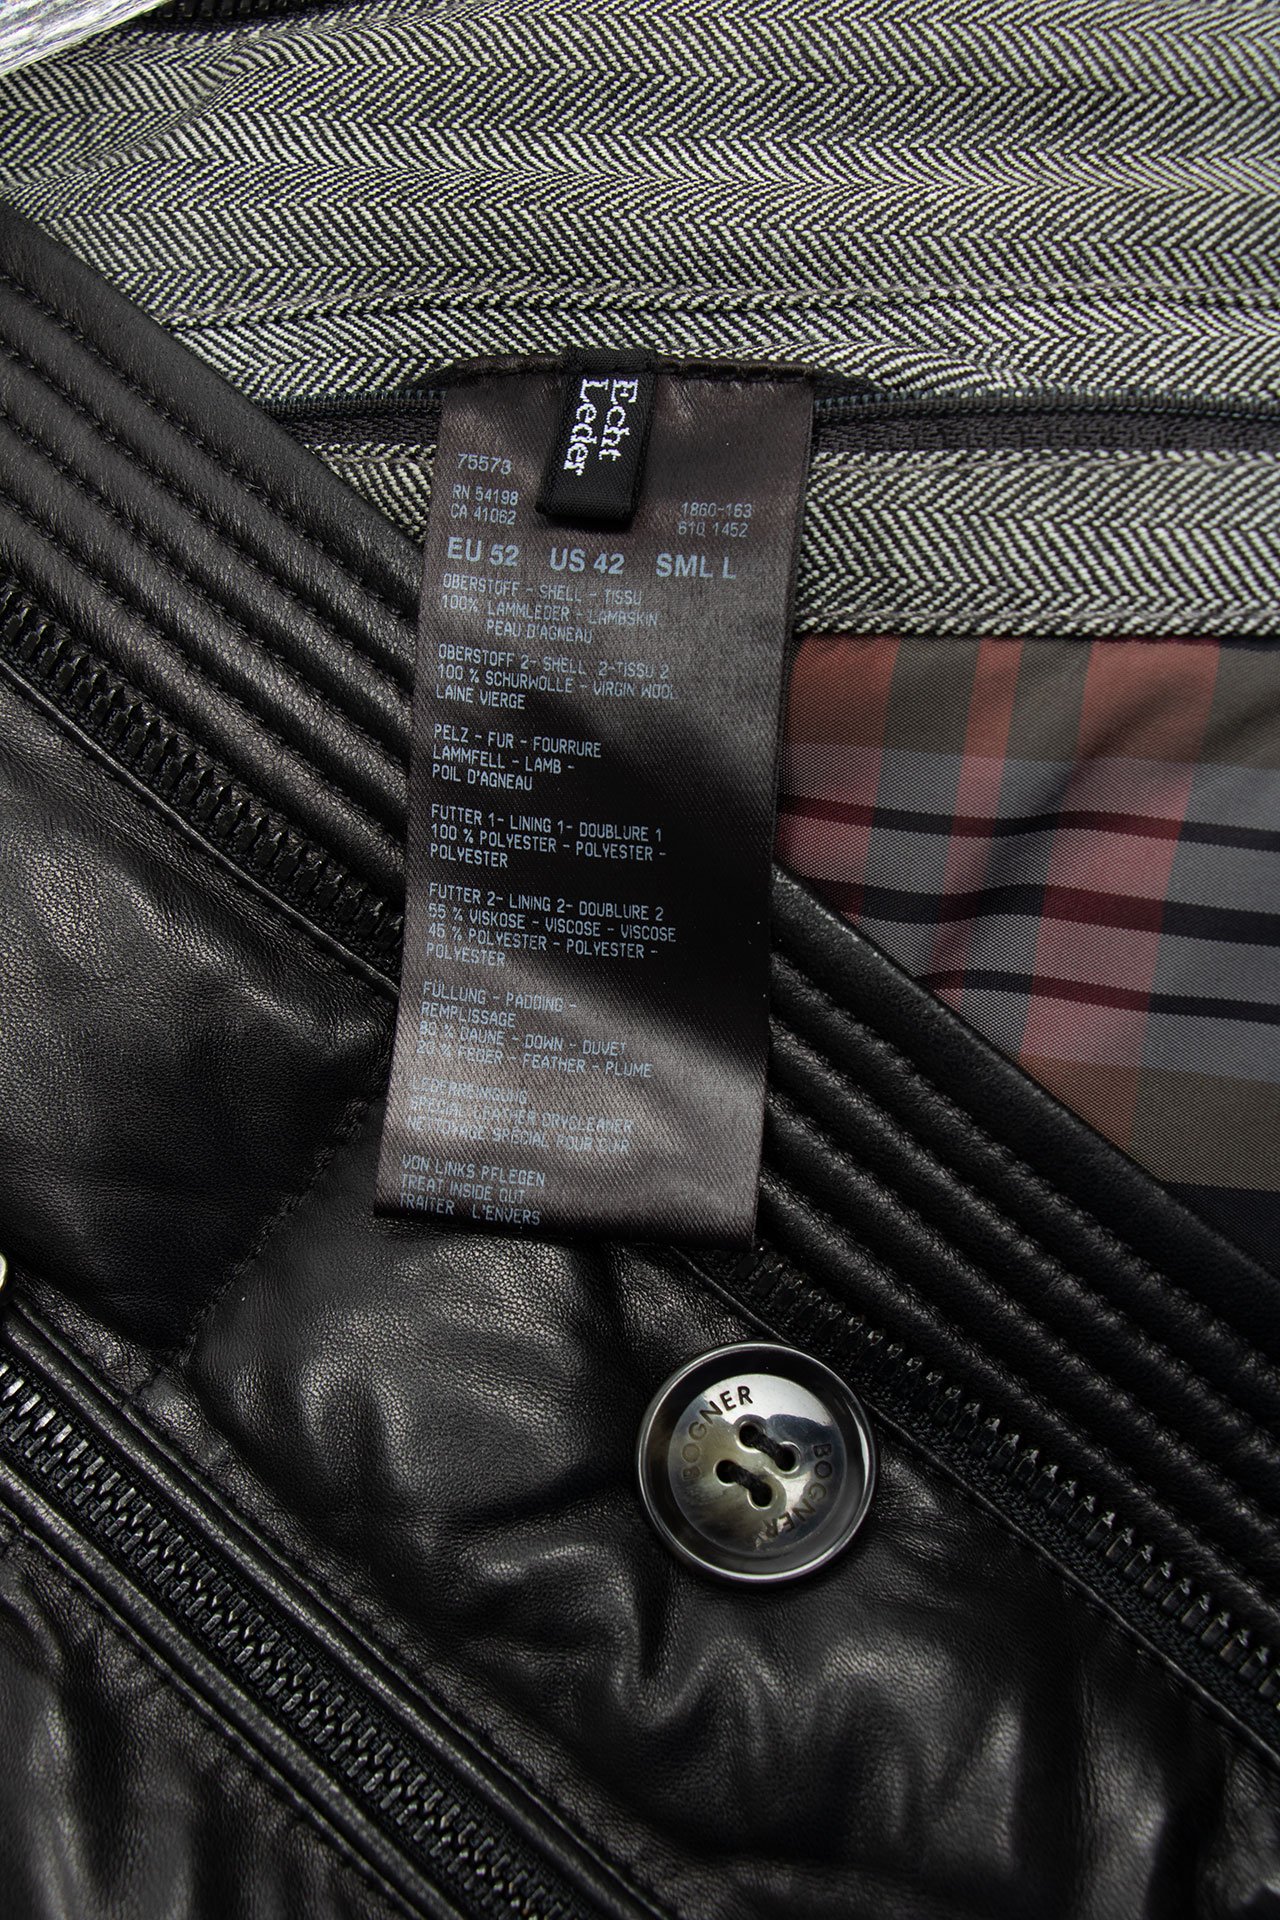 Echt
Leder
75573
RN 54198
CA 41062
1860-163
610 1452
EU 52 US 42 SML L
OBERSTOFF - SHELL - TISSU
100% LAMMLEDER - LAMBSKIN
PEAU D'AGNEAU
OBERSTOFF 2- SHELL 2-TISSU 2
100 % SCHURWOLLE - VIRGIN WOOL
LAINE VIERGE
PELZ - FUR - FOURRURE
LAMMFELL - LAMB -
POIL D'AGNEAU
FUTTER 1- LINING 1- DOUBLURE 1
100 % POLYESTER - POLYESTER -
POLYESTER
FUTTER 2- LINING 2- DOUBLURE 2
55 % VISKOSE - VISCOSE - VISCOSE
45 % POLYESTER - POLYESTER -
POLYESTER
FÜLLUNG - PADDING -
REMPLISSAGE
80 % DAUNE - DOWN - DUVET
20 % FEDER - FEATHER - PLUME
LEDERREINIGUNG
SPECIAL LEATHER DRYCLEANER
NETTOYAGE SPÉCIAL POUR CUIR
VON LINKS PFLEGEN
TREAT INSIDE OUT
TRAITER L'ENVERS
BOGNER
BOGNER